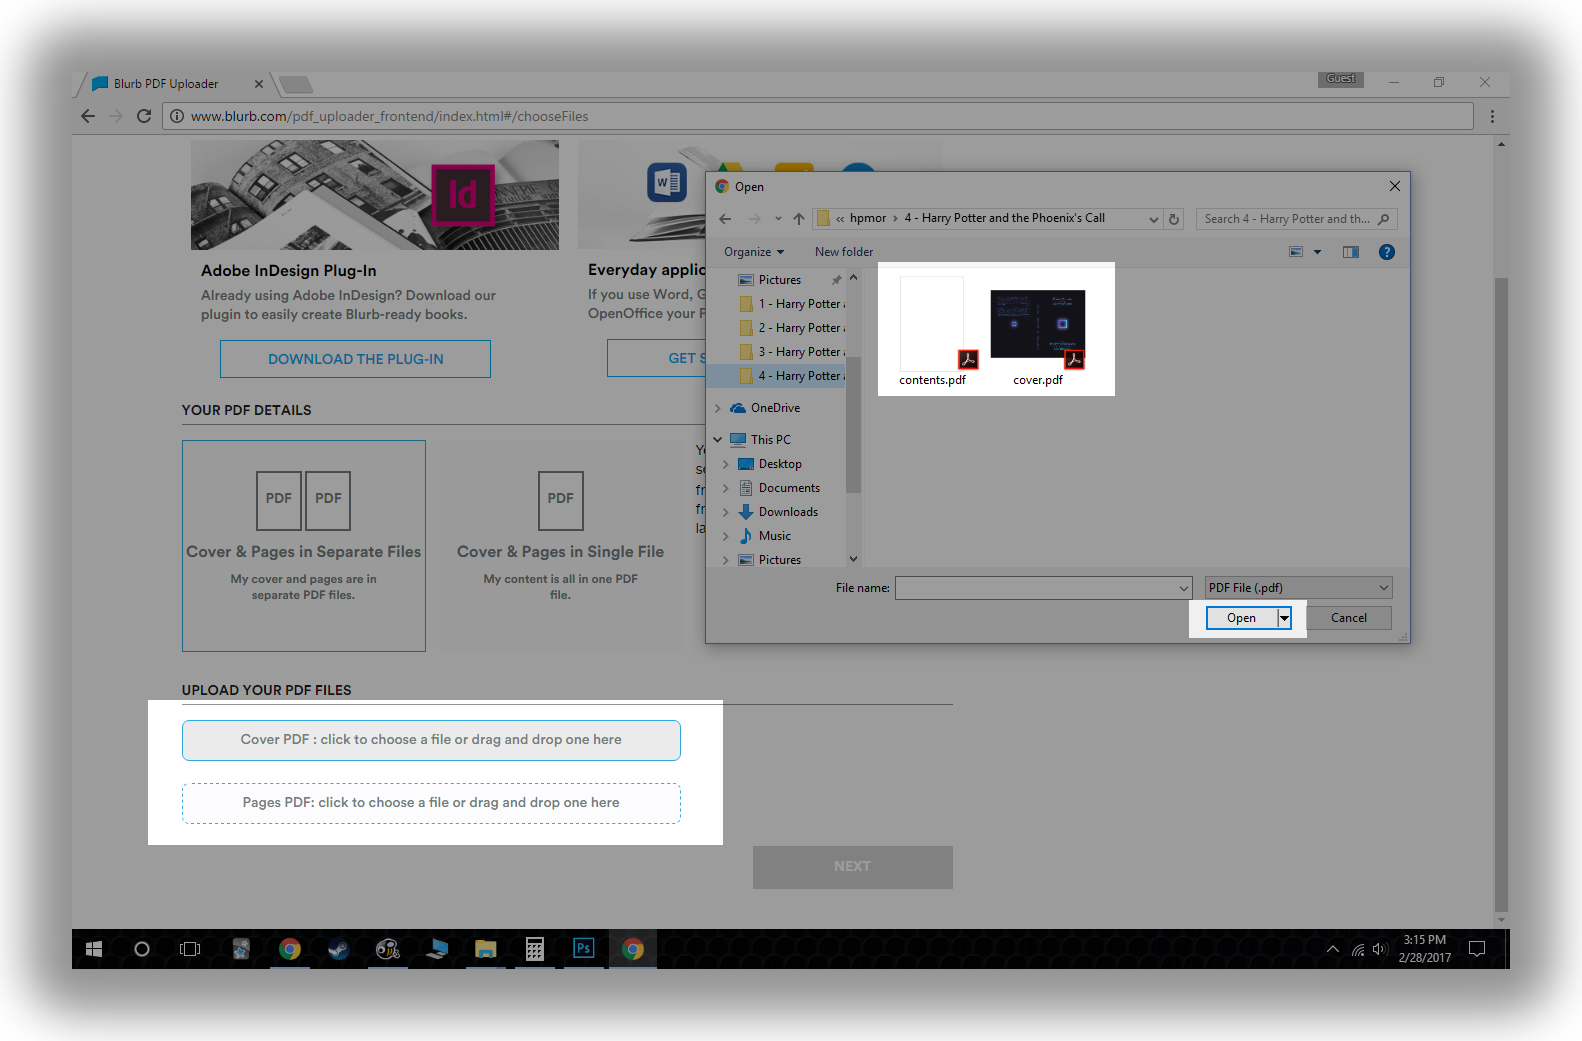 Blurb PDF Uploader
Guest
www.blurb.com/pdf_uploader_frontend/index.html#/chooseFiles
Id
W
Adobe InDesign Plug-In
Already using Adobe InDesign? Download our
plugin to easily create Blurb-ready books.
DOWNLOAD THE PLUG-IN
Everyday applic
If you use Word, G
OpenOffice your F
GET S
YOUR PDF DETAILS
PDF PDF
Cover & Pages in Separate Files
My cover and pages are in
separate PDF files.
PDF
Cover & Pages in Single File
My content is all in one PDF
file.
Open
« hpmor › 4 - Harry Potter and the Phoenix's Call
Search 4 - Harry Potter and th...
Organize
New folder
?
Pictures
1 - Harry Potter a
2 - Harry Potter a
3 - Harry Potter a
4 - Harry Potter a
OneDrive
This PC
Desktop
Documents
Downloads
Music
Pictures
contents.pdf
cover.pdf
File name:
PDF File (.pdf)
Open
Cancel
UPLOAD YOUR PDF FILES
Cover PDF : click to choose a file or drag and drop one here
Pages PDF: click to choose a file or drag and drop one here
NEXT
Ps
3:15 PM
2/28/2017